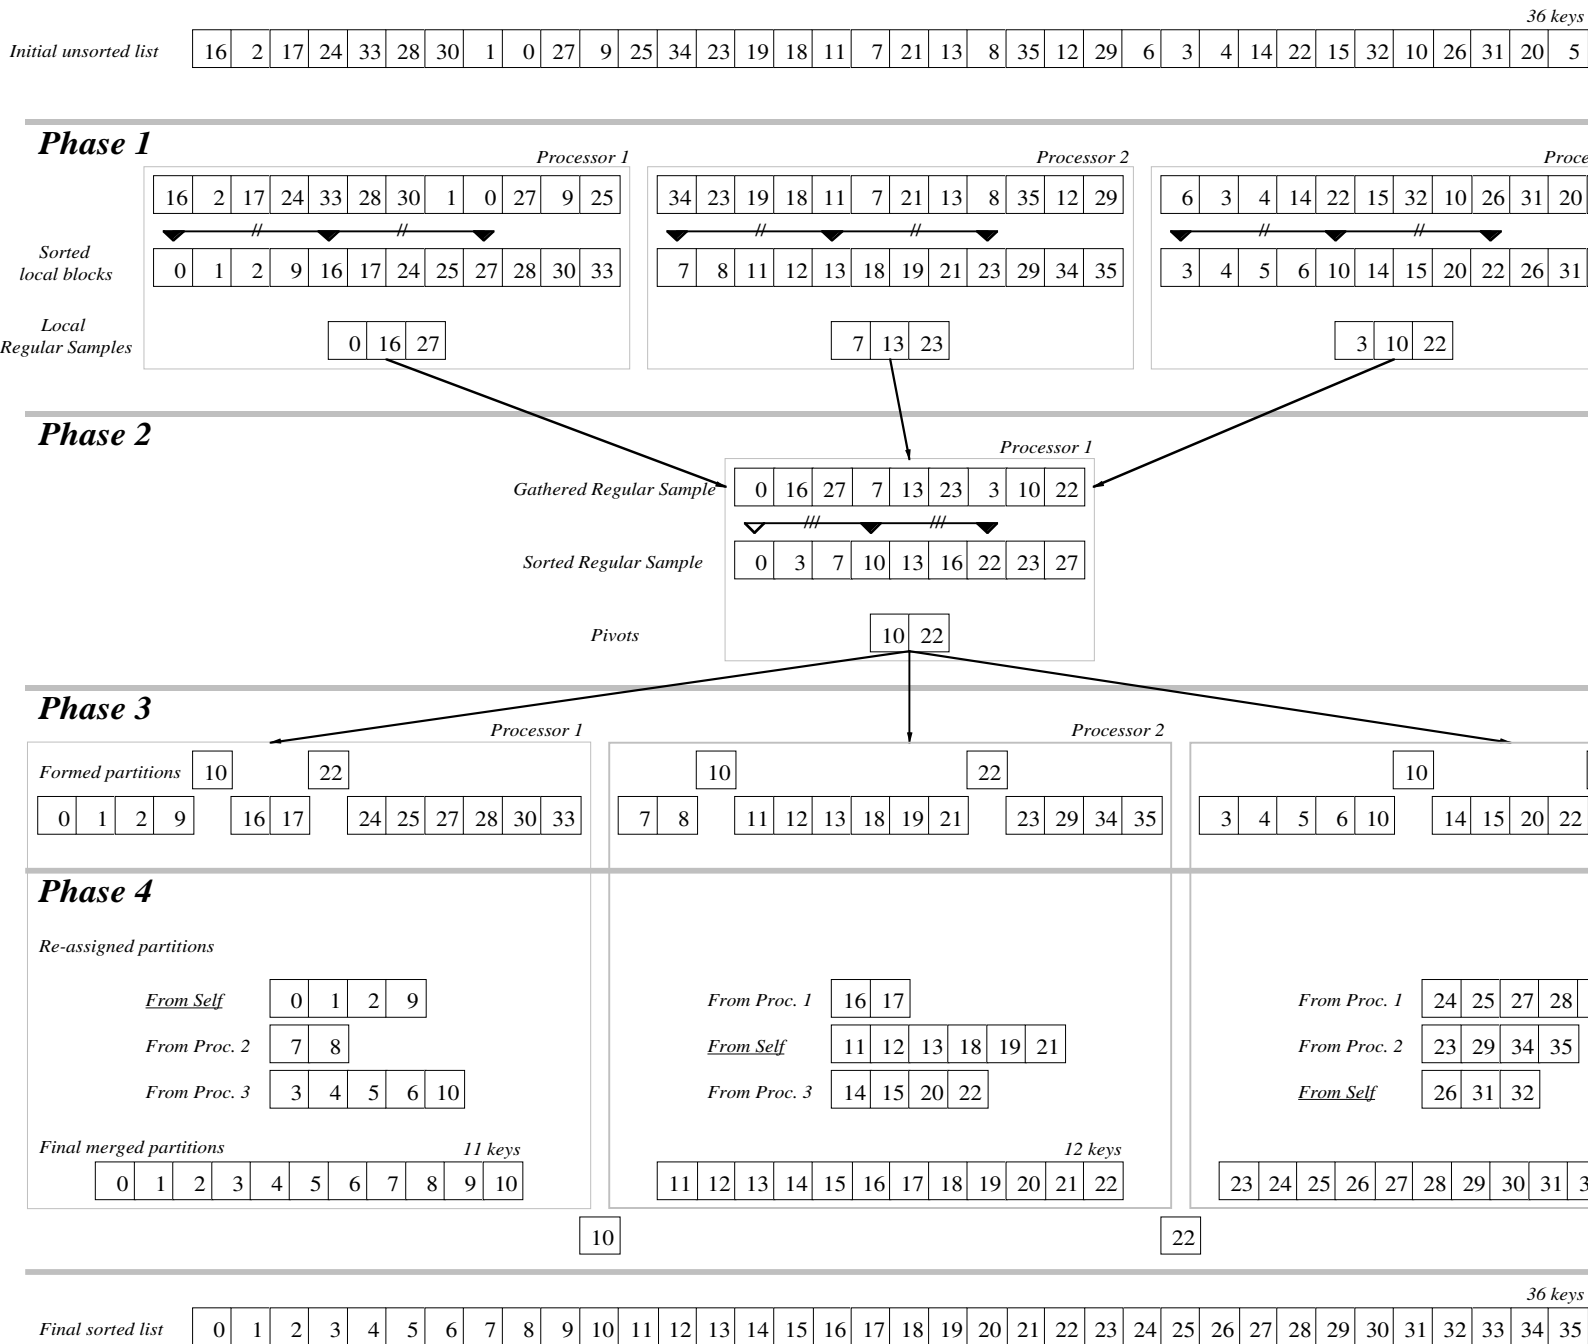 36 keys
Initial unsorted list 16 2 17 24 33 28 30 1 0 27 9 25 34 23 19 18 11 7 21 13 8 35 12 29 6 3 4 14 22 15 32 10 26 31 20 5
Phase 1
Processor 1 Processor 2
16 2 17 24 33 28 30 1 0 27 9 25 34 23 19 18 11 7 21 13 8 35 12 29 6 3 4 14 22 15 32 10 26 31 20
Sorted
local blocks
0 1 2 9 16 17 24 25 27 28 30 33 7 8 11 12 13 18 19 21 23 29 34 35 3 4 5 6 10 14 15 20 22 26 31
Local
Regular Samples
0 16 27 7 13 23 3 10 22
Phase 2
Processor 1
Gathered Regular Sample 0 16 27 7 13 23 3 10 22
Sorted Regular Sample 0 3 7 10 13 16 22 23 27
Pivots 10 22
Phase 3
Processor 1 Processor 2
Formed partitions 10 22 10 22 10
0 1 2 9 16 17 24 25 27 28 30 33 7 8 11 12 13 18 19 21 23 29 34 35 3 4 5 6 10 14 15 20 22
Phase 4
Re-assigned partitions
From Self 0 1 2 9 From Proc. 1 16 17 From Proc. 1 24 25 27 28
From Proc. 2 7 8 From Self 11 12 13 18 19 21 From Proc. 2 23 29 34 35
From Proc. 3 3 4 5 6 10 From Proc. 3 14 15 20 22 From Self 26 31 32
Final merged partitions 11 keys 12 keys
0 1 2 3 4 5 6 7 8 9 10 11 12 13 14 15 16 17 18 19 20 21 22 23 24 25 26 27 28 29 30 31
10 22
36 keys
Final sorted list 0 1 2 3 4 5 6 7 8 9 10 11 12 13 14 15 16 17 18 19 20 21 22 23 24 25 26 27 28 29 30 31 32 33 34 35